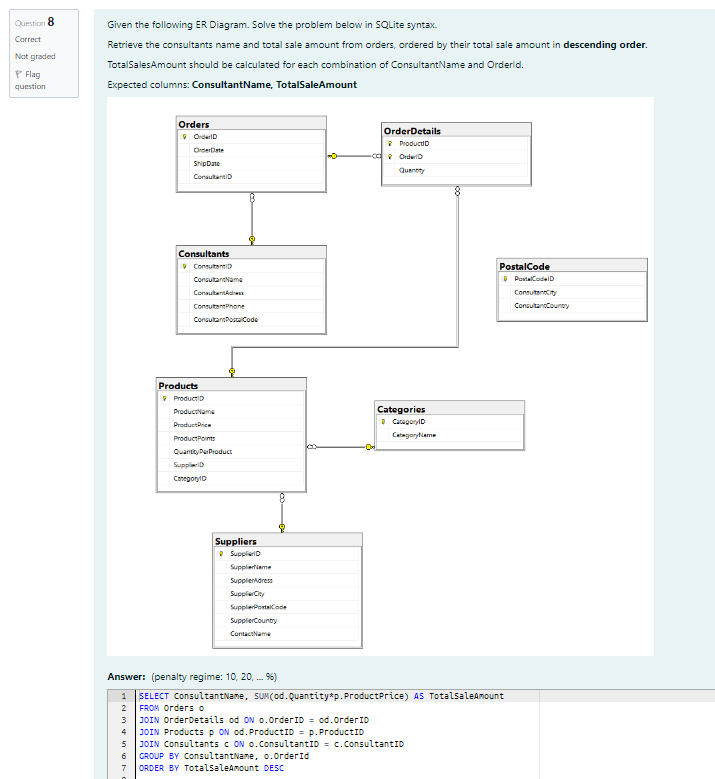 Question 8
Correct
Not graded
Flag
question
Given the following ER Diagram. Solve the problem below in SQLite syntax.
Retrieve the consultants name and total sale amount from orders, ordered by their total sale amount in descending order.
TotalSalesAmount should be calculated for each combination of ConsultantName and OrderId.
Expected columns: ConsultantName, TotalSaleAmount
Orders
OrderID
OrderDate
ShipDate
ConsultantID
OrderDetails
ProductID
OrderID
Quantity
Consultants
ConsultantID
ConsultantName
ConsultantAdress
ConsultantPhone
ConsultantPostalCode
PostalCode
PostalCodeID
ConsultantCity
ConsultantCountry
Products
ProductID
ProductName
ProductPrice
ProductPoints
QuantityPerProduct
SupplierID
CategoryID
Categories
CategoryID
CategoryName
Suppliers
SupplierID
SupplierName
SupplierAdress
SupplierCity
SupplierPostalCode
SupplierCountry
ContactName
Answer: (penalty regime: 10, 20, ... %)
1 SELECT ConsultantName, SUM(od.Quantity*p.ProductPrice) AS TotalSaleAmount
2 FROM Orders o
3 JOIN OrderDetails od ON o.OrderID = od.OrderID
4 JOIN Products p ON od.ProductID = p.ProductID
5 JOIN Consultants c ON o.ConsultantID = c.ConsultantID
6 GROUP BY ConsultantName, o.OrderId
7 ORDER BY TotalSaleAmount DESC